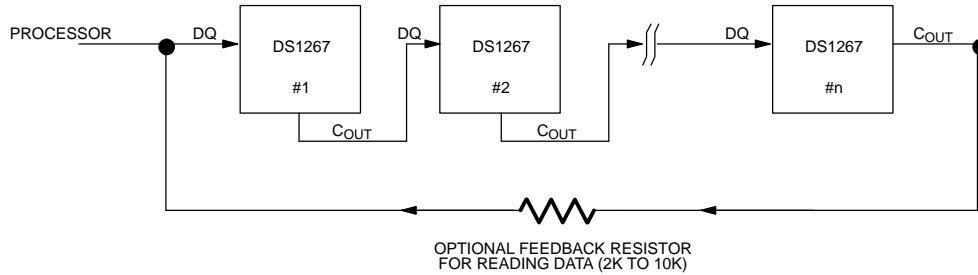 PROCESSOR
DQ
DS1267
#1
COUT
DQ
DS1267
#2
COUT
DQ
DS1267
#n
COUT
OPTIONAL FEEDBACK RESISTOR
FOR READING DATA (2K TO 10K)